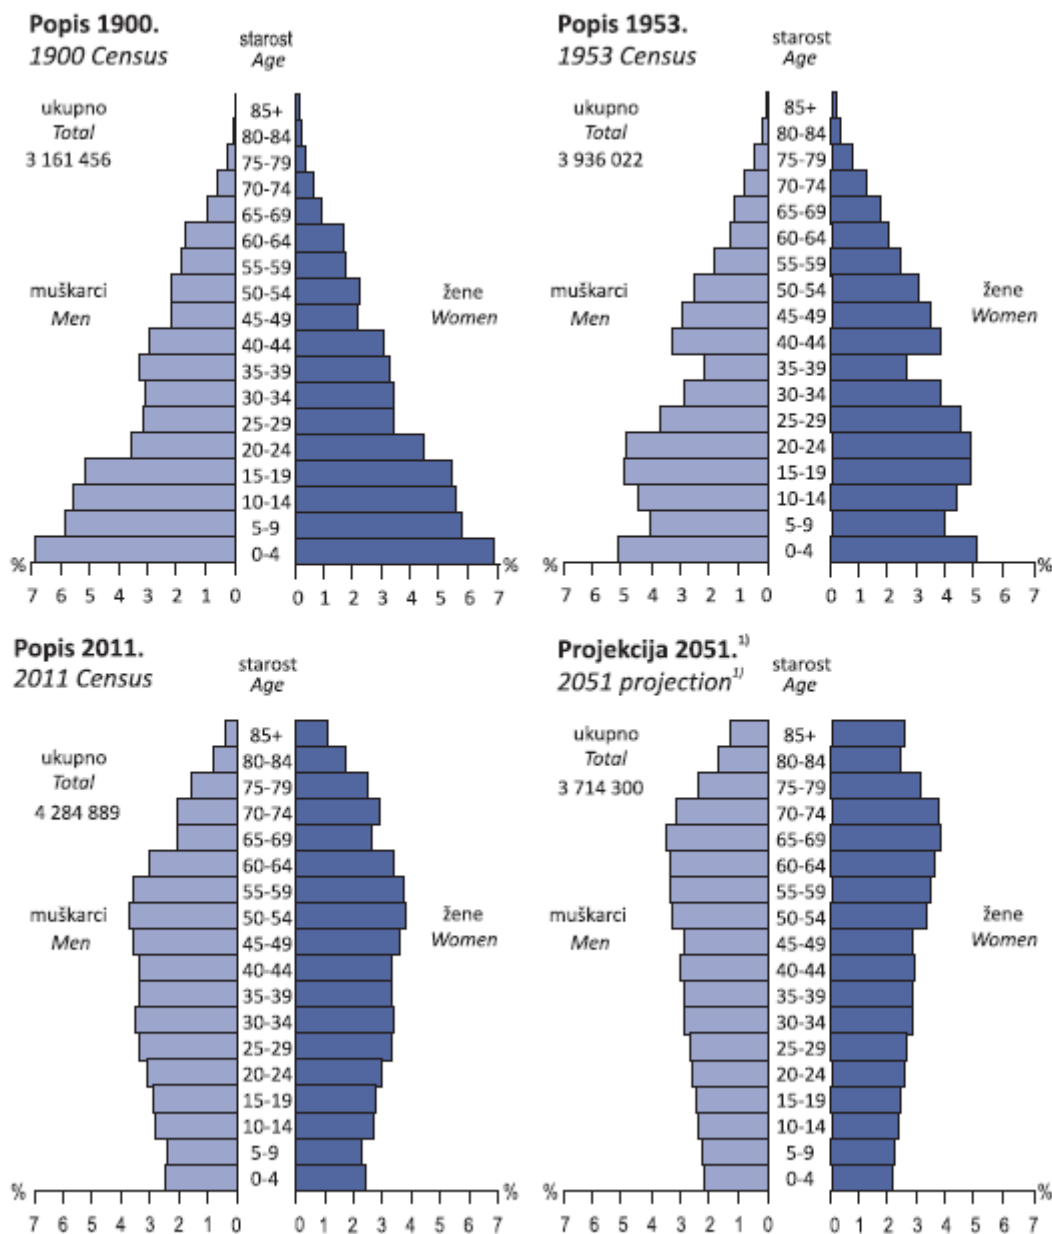 Popis 1900.
1900 Census
starost
Age
ukupno
Total
3 161 456
muškarci
Men
žene
Women
85+
80-84
75-79
70-74
65-69
60-64
55-59
50-54
45-49
40-44
35-39
30-34
25-29
20-24
15-19
10-14
5-9
0-4
% %
7 6 5 4 3 2 1 0 0 1 2 3 4 5 6 7
Popis 1953.
1953 Census
starost
Age
ukupno
Total
3 936 022
muškarci
Men
žene
Women
85+
80-84
75-79
70-74
65-69
60-64
55-59
50-54
45-49
40-44
35-39
30-34
25-29
20-24
15-19
10-14
5-9
0-4
% %
7 6 5 4 3 2 1 0 0 1 2 3 4 5 6 7
Popis 2011.
2011 Census
starost
Age
ukupno
Total
4 284 889
muškarci
Men
žene
Women
85+
80-84
75-79
70-74
65-69
60-64
55-59
50-54
45-49
40-44
35-39
30-34
25-29
20-24
15-19
10-14
5-9
0-4
% %
7 6 5 4 3 2 1 0 0 1 2 3 4 5 6 7
Projekcija 2051.1)
2051 projection1)
starost
Age
ukupno
Total
3 714 300
muškarci
Men
žene
Women
85+
80-84
75-79
70-74
65-69
60-64
55-59
50-54
45-49
40-44
35-39
30-34
25-29
20-24
15-19
10-14
5-9
0-4
% %
7 6 5 4 3 2 1 0 0 1 2 3 4 5 6 7